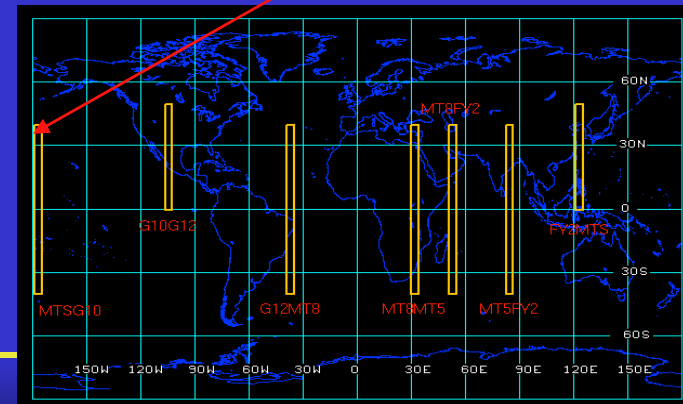 60N
MT8FY2
30N
0
G10G12
FY2MTS
30S
MTSG10
G12MT8
MT8MT5
MT5FY2
60S
150W 120W 90W 60W 30W 0 30E 60E 90E 120E 150E